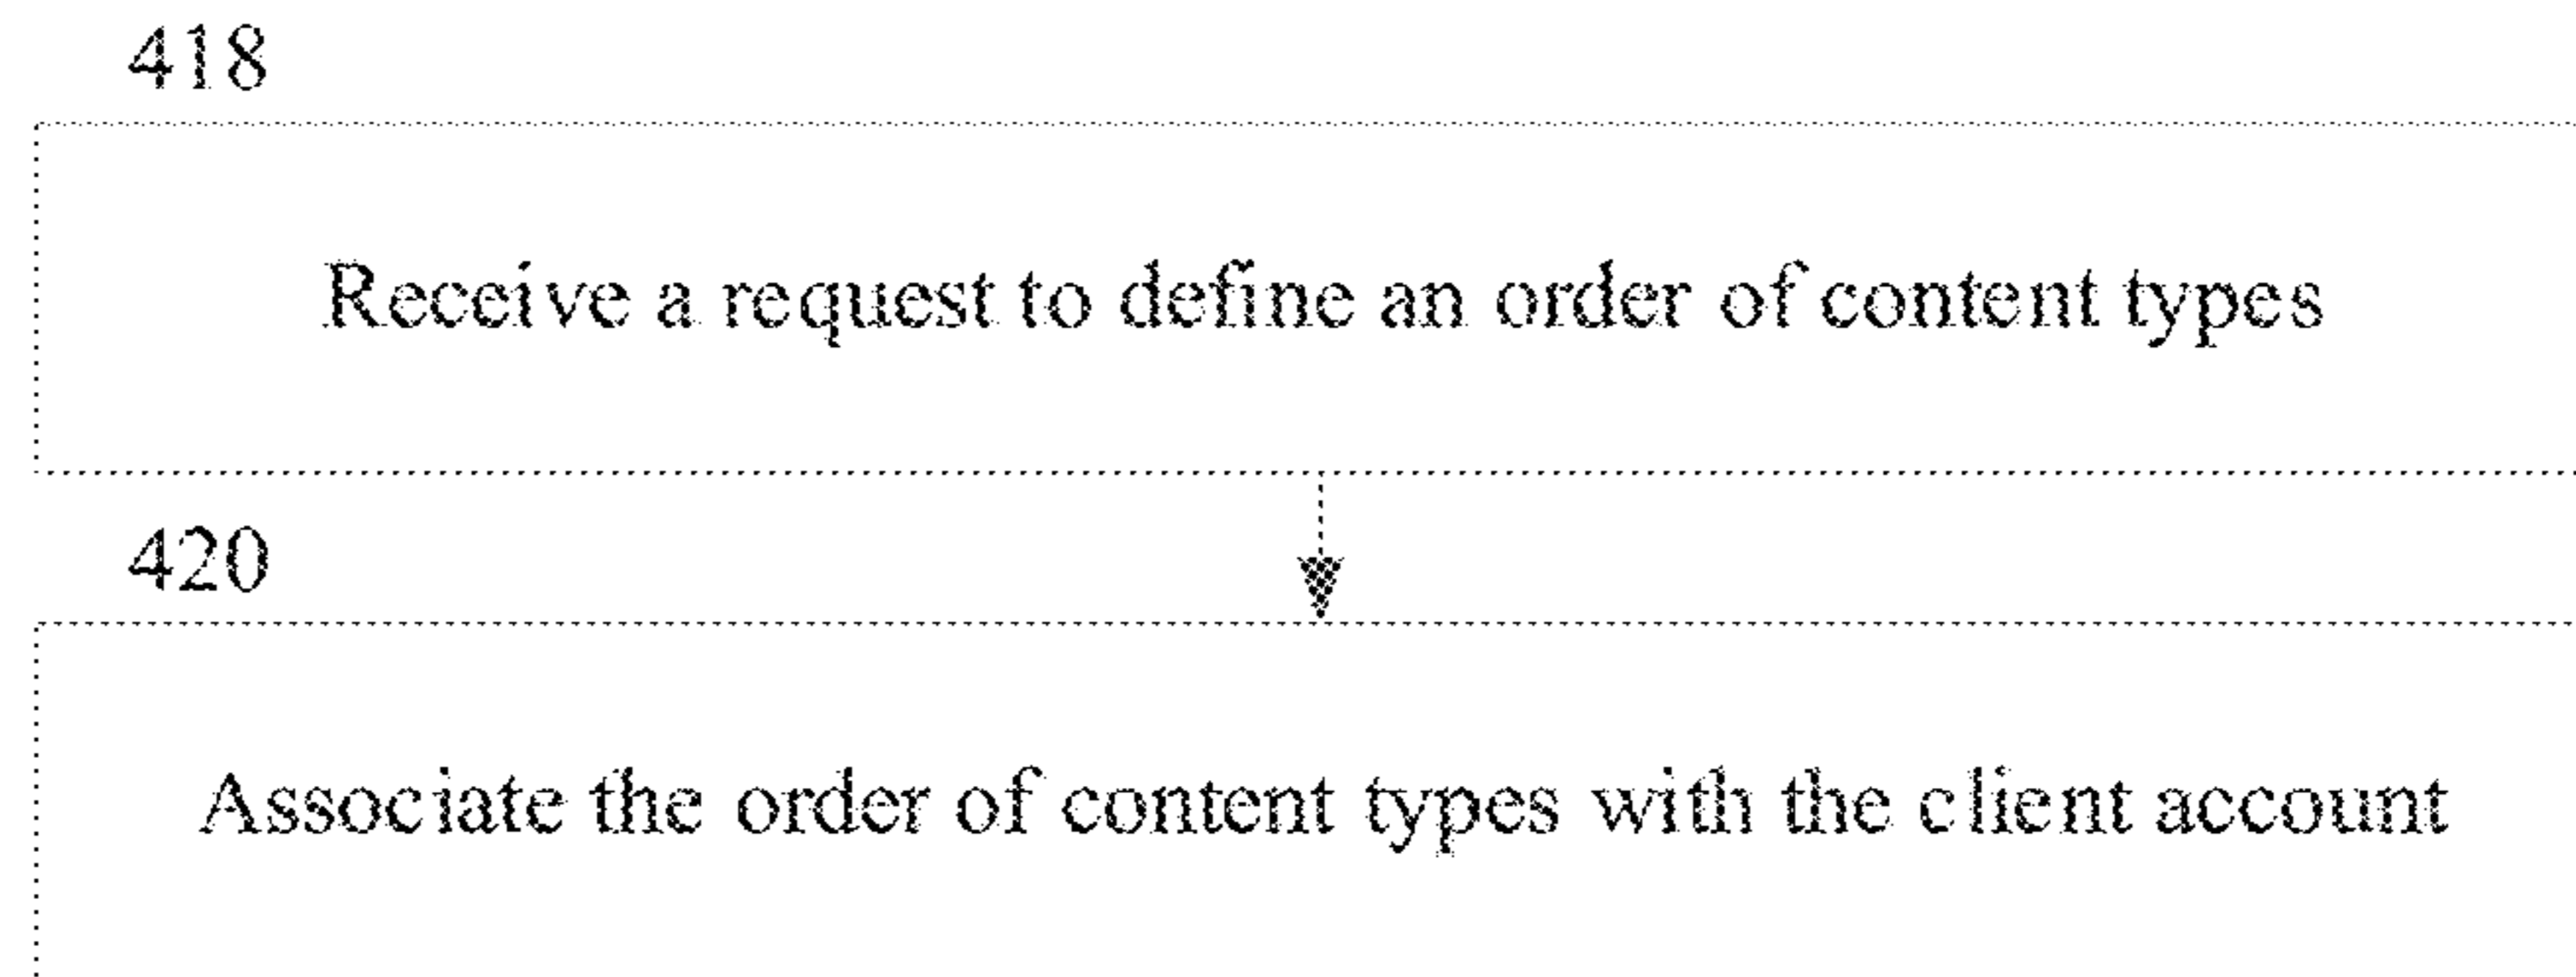 418
Receive a request to define an order of content types
420
Associate the order of content types with the client account